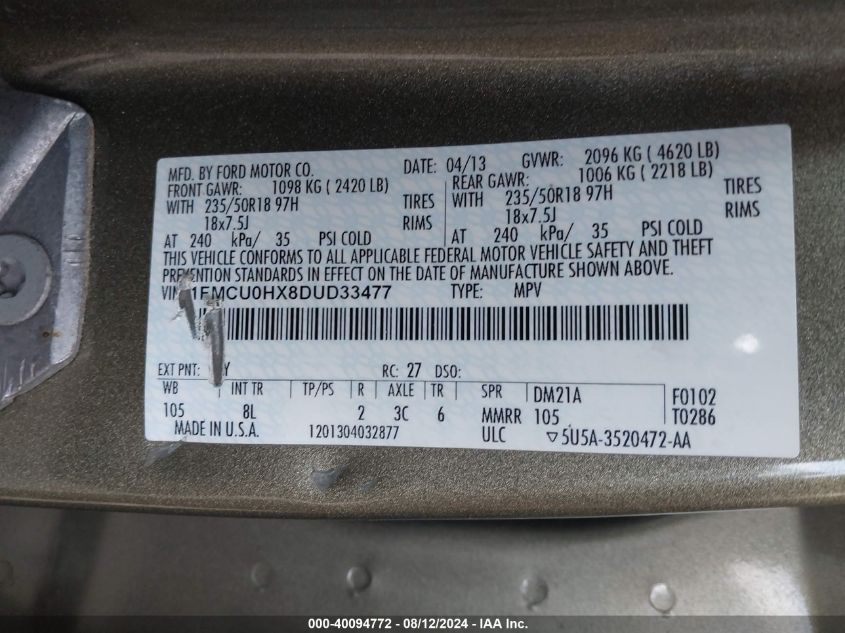 MFD. BY FORD MOTOR CO. DATE: 04/13 GVWR: 2096 KG ( 4620 LB)
FRONT GAWR: 1098 KG ( 2420 LB) REAR GAWR: 1006 KG ( 2218 LB)
WITH 235/50R18 97H TIRES WITH 235/50R18 97H TIRES
18x7.5J RIMS 18x7.5J RIMS
AT 240 kPa/ 35 PSI COLD AT 240 kPa/ 35 PSI COLD
THIS VEHICLE CONFORMS TO ALL APPLICABLE FEDERAL MOTOR VEHICLE SAFETY AND THEFT
PREVENTION STANDARDS IN EFFECT ON THE DATE OF MANUFACTURE SHOWN ABOVE.
VIN: 1FMCU0HX8DUD33477 TYPE: MPV
EXT PNT: RC: 27 DSO:
WB INT TR TP/PS R AXLE TR SPR DM21A F0102
105 8L 2 3C 6 MMRR 105 T0286
MADE IN U.S.A. 1201304032877 ULC ▽5U5A-3520472-AA
000-40094772 - 08/12/2024 - IAA Inc.